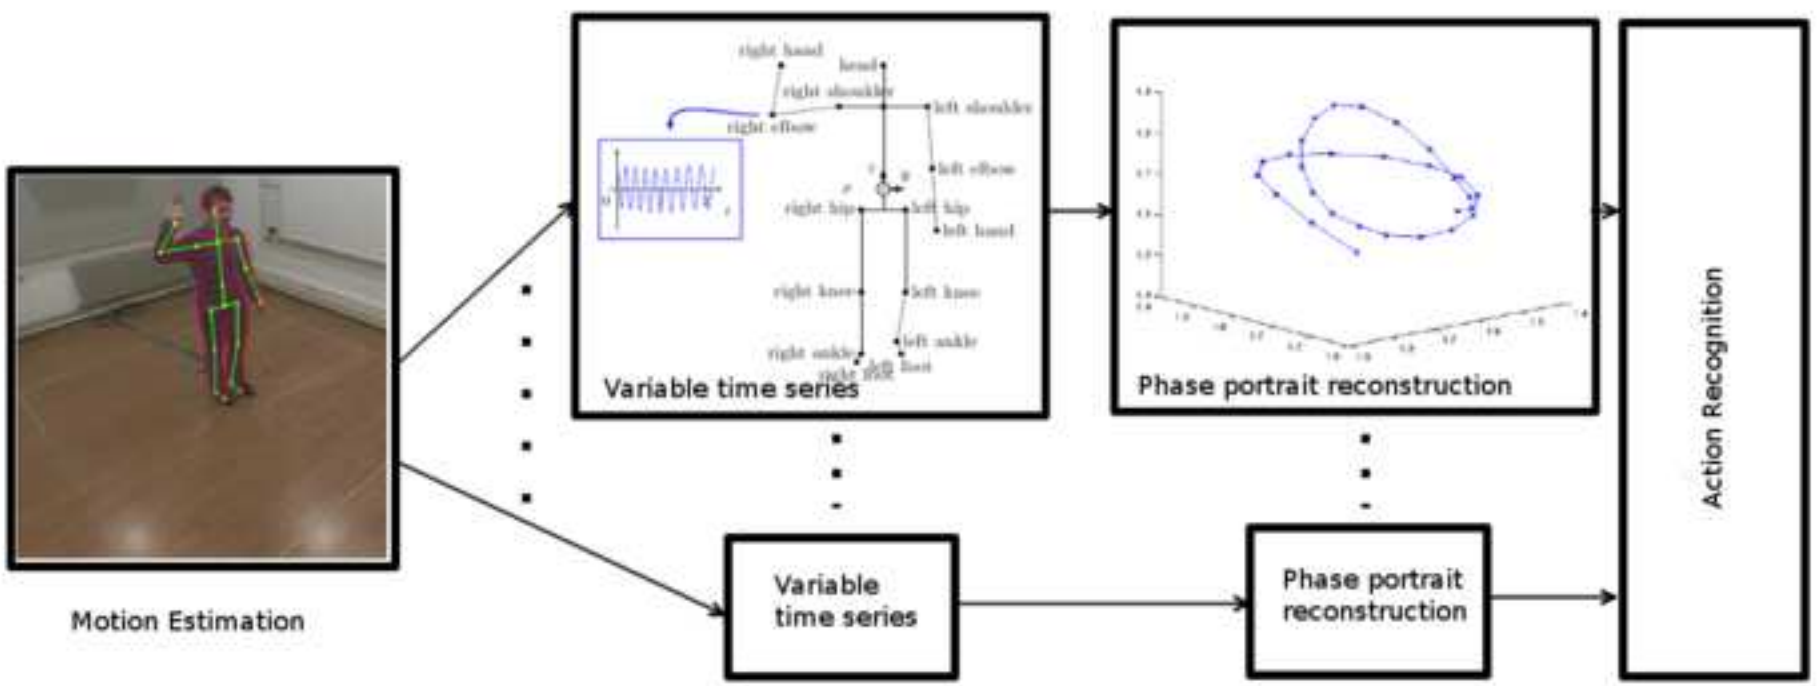 right hand
head
right shoulder
left shoulder
right elbow
left elbow
right hip
left hip
left hand
right knee
left knee
left ankle
right ankle
left foot
right foot
Variable time series
Phase portrait reconstruction
Action Recognition
Motion Estimation
Variable
time series
Phase portrait
reconstruction